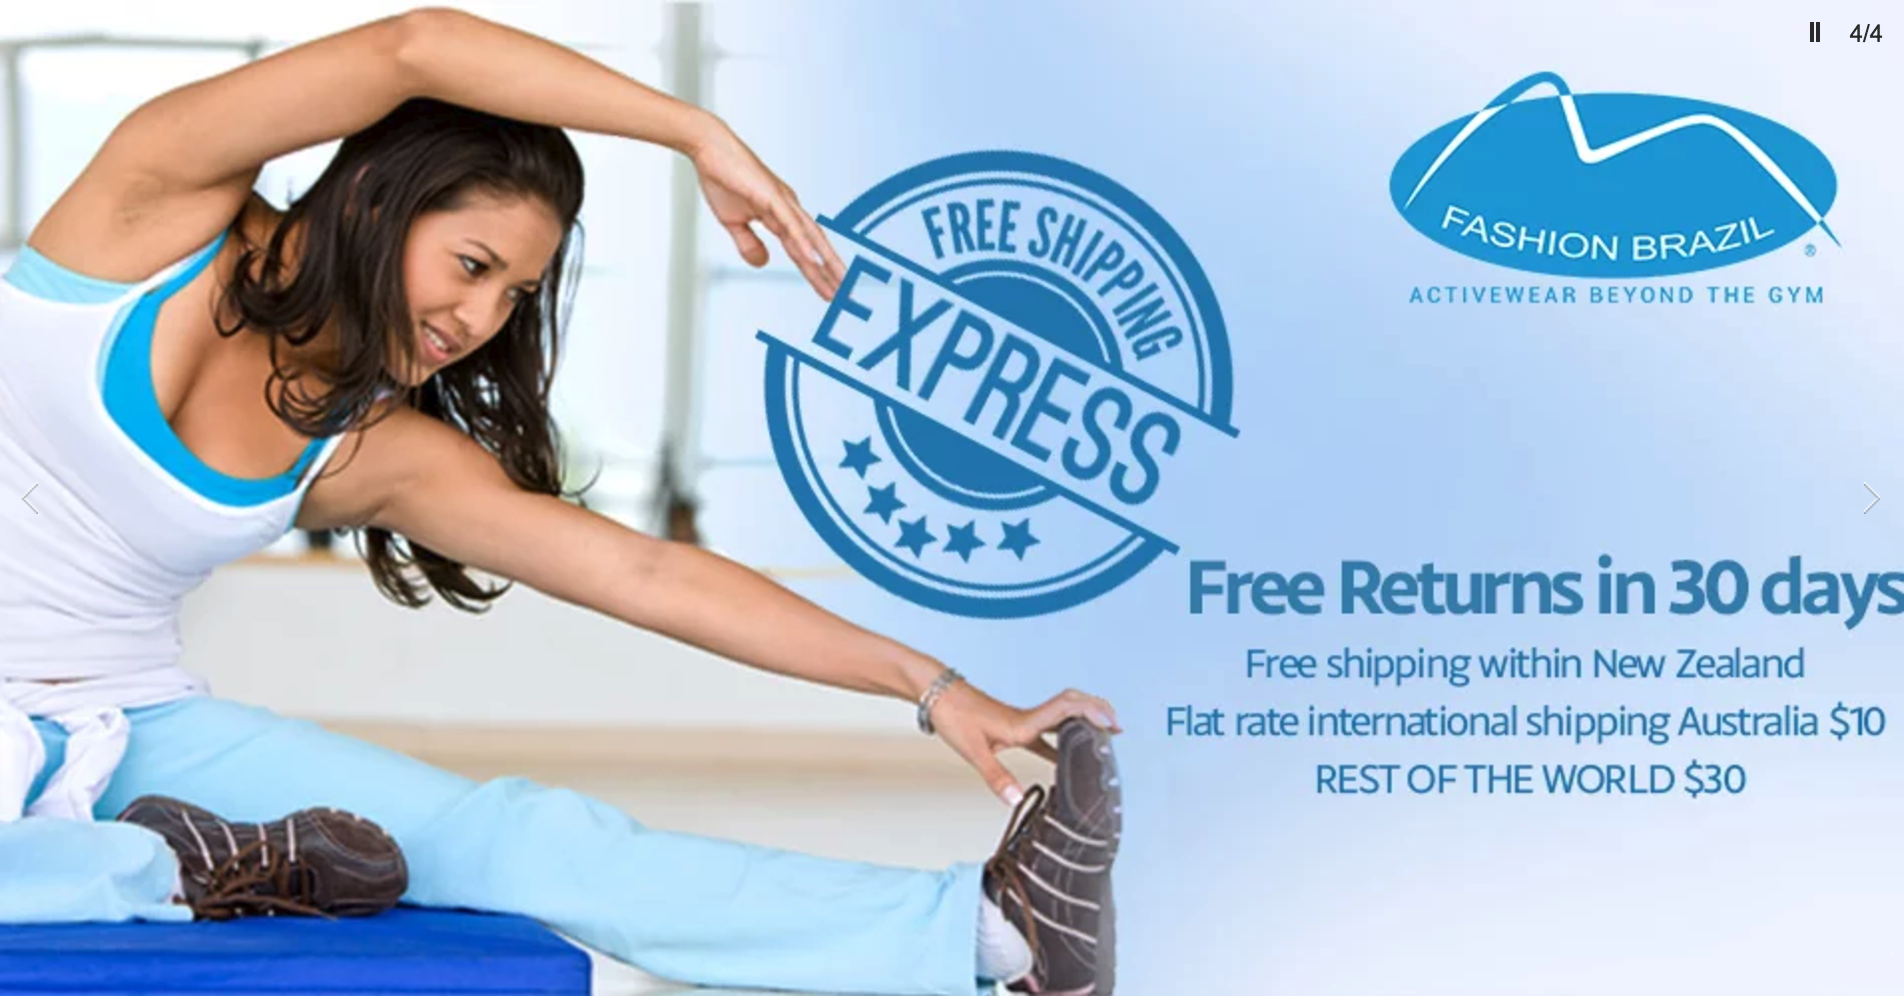 4/4
FASHION BRAZIL
®
ACTIVEWEAR BEYOND THE GYM
FREE SHIPPING
EXPRESS
Free Returns in 30 days
Free shipping within New Zealand
Flat rate international shipping Australia $10
REST OF THE WORLD $30